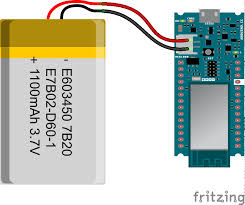 E603450 7B20
E7B02-D60-1
+ 1100mAh 3.7V
fritzing